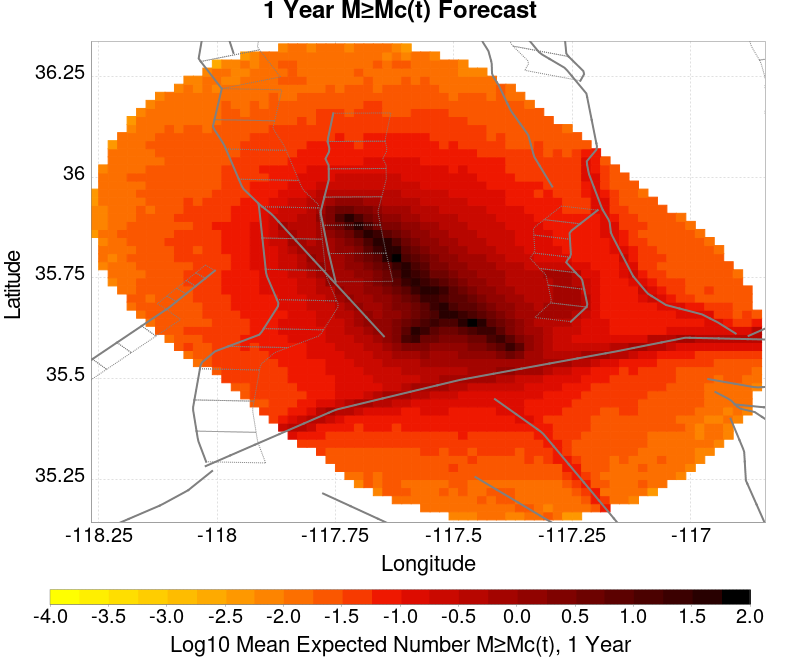 1 Year M≥Mc(t) Forecast
36.25
36
35.75
35.5
35.25
Latitude
-118.25 -118 -117.75 -117.5 -117.25 -117
Longitude
-4.0 -3.5 -3.0 -2.5 -2.0 -1.5 -1.0 -0.5 0.0 0.5 1.0 1.5 2.0
Log10 Mean Expected Number M≥Mc(t), 1 Year